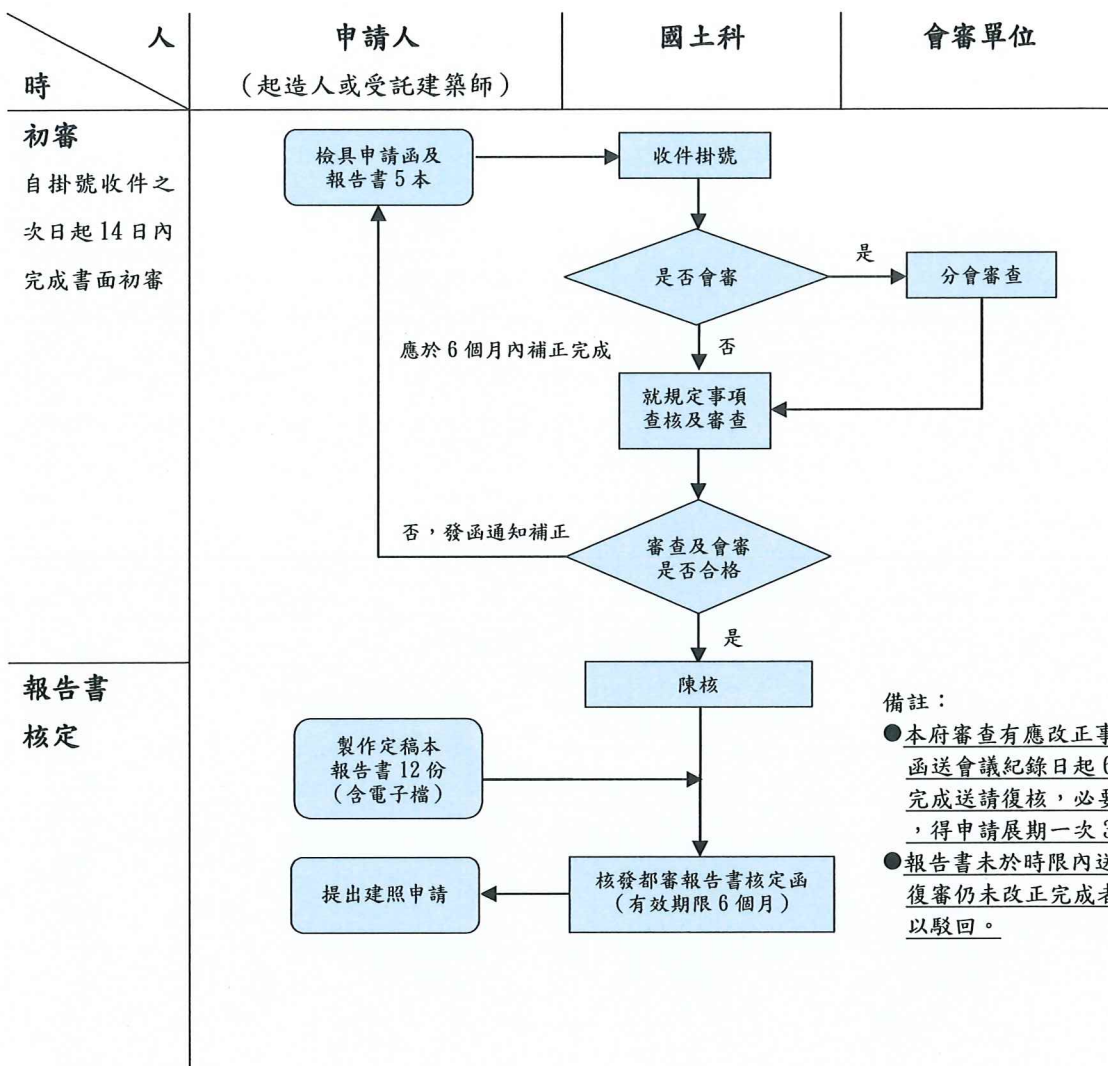 人
時
申請人
（起造人或受託建築師）
國土科
會審單位
初審
自掛號收件之
次日起14日內
完成書面初審
檢具申請函及
報告書5本
收件掛號
是否會審
是
分會審查
否
應於6個月內補正完成
就規定事項
查核及審查
否，發函通知補正
審查及會審
是否合格
是
報告書
核定
陳核
製作定稿本
報告書12份
（含電子檔）
提出建照申請
核發都審報告書核定函
（有效期限6個月）
備註：
●本府審查有應改正事
函送會議紀錄日起6
完成送請復核，必要
，得申請展期一次3
●報告書未於時限內送
復審仍未改正完成者
以駁回。